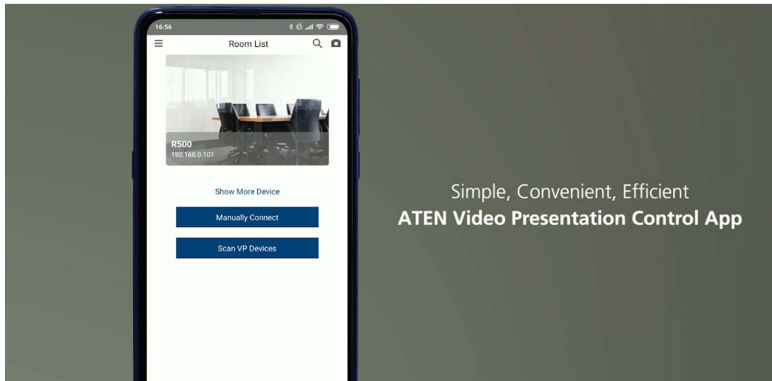 16:56
Room List
R500
192.168.0.101
Show More Device
Manually Connect
Scan VP Devices
Simple, Convenient, Efficient
ATEN Video Presentation Control App